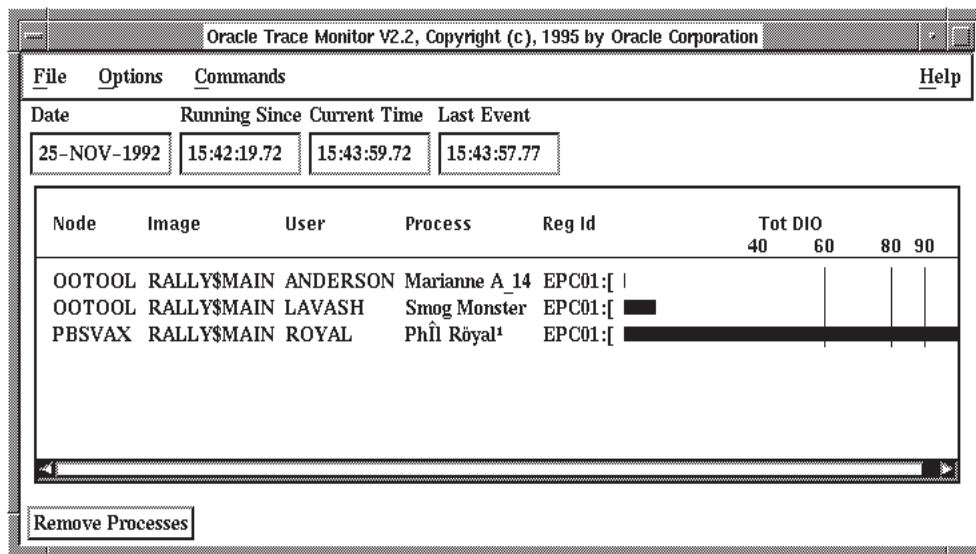 Oracle Trace Monitor V2.2, Copyright (c), 1995 by Oracle Corporation
File Options Commands Help
Date Running Since Current Time Last Event
25-NOV-1992 15:42:19.72 15:43:59.72 15:43:57.77
Node Image User Process Reg Id Tot DIO
40 60 80 90
OOTOOL RALLY$MAIN ANDERSON Marianne A_14 EPC01:[
OOTOOL RALLY$MAIN LAVASH Smog Monster EPC01:[
PBSVAX RALLY$MAIN ROYAL PhÎl Röyal¹ EPC01:[
Remove Processes